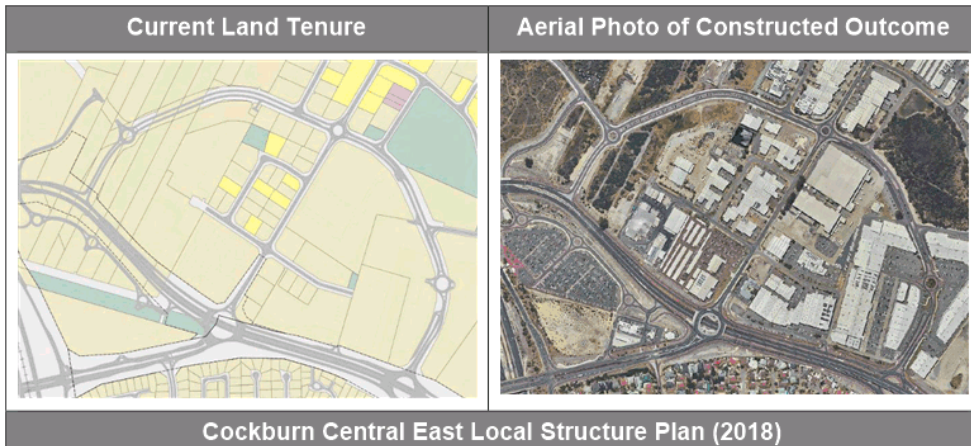 Current Land Tenure
Aerial Photo of Constructed Outcome
Cockburn Central East Local Structure Plan (2018)